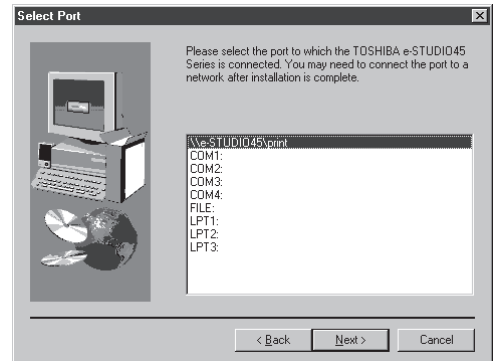 Select Port
Please select the port to which the TOSHIBA e-STUDIO45
Series is connected. You may need to connect the port to a
network after installation is complete.
\\e-STUDIO45\print
COM1:
COM2:
COM3:
COM4:
FILE:
LPT1:
LPT2:
LPT3:
< Back
Next >
Cancel